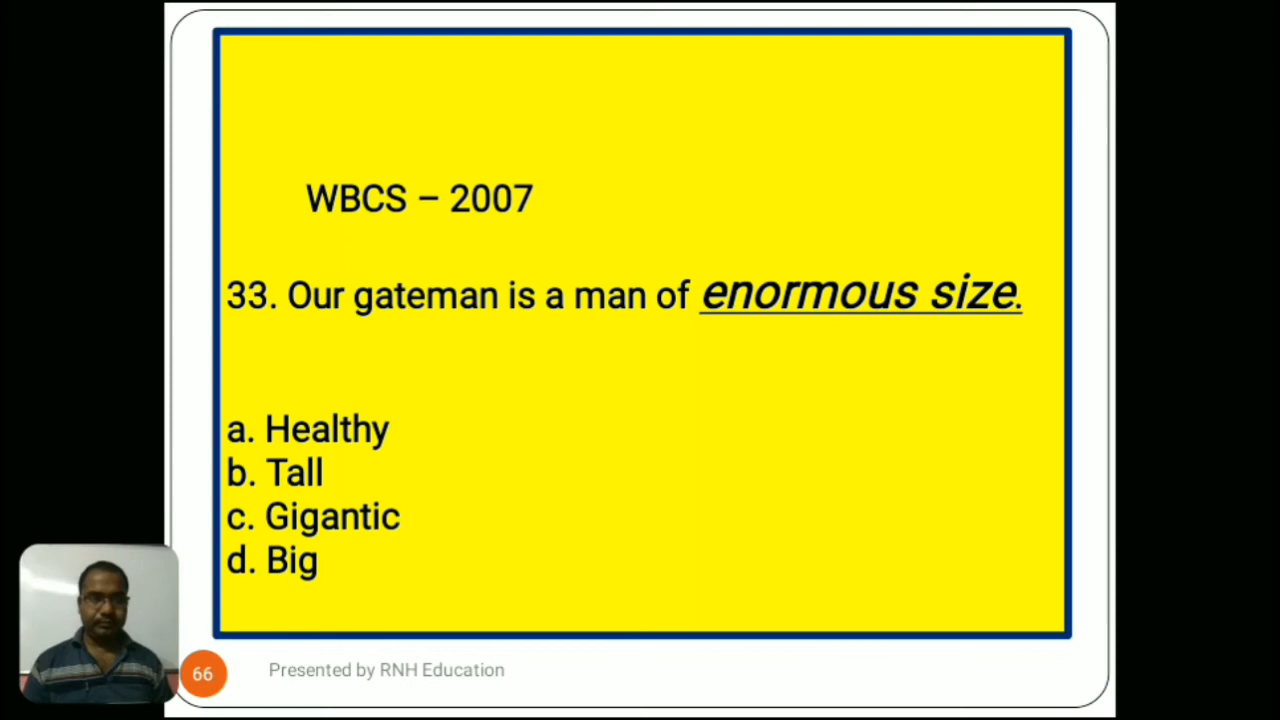 WBCS – 2007
33. Our gateman is a man of enormous size.
a. Healthy
b. Tall
c. Gigantic
d. Big
66
Presented by RNH Education